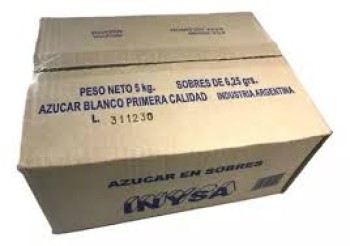 PESO NETO 5 kg. SOBRES DE 6,25 grs.
AZUCAR BLANCO PRIMERA CALIDAD INDUSTRIA ARGENTINA
L. 311230
AZUCAR EN SOBRES
INYSA